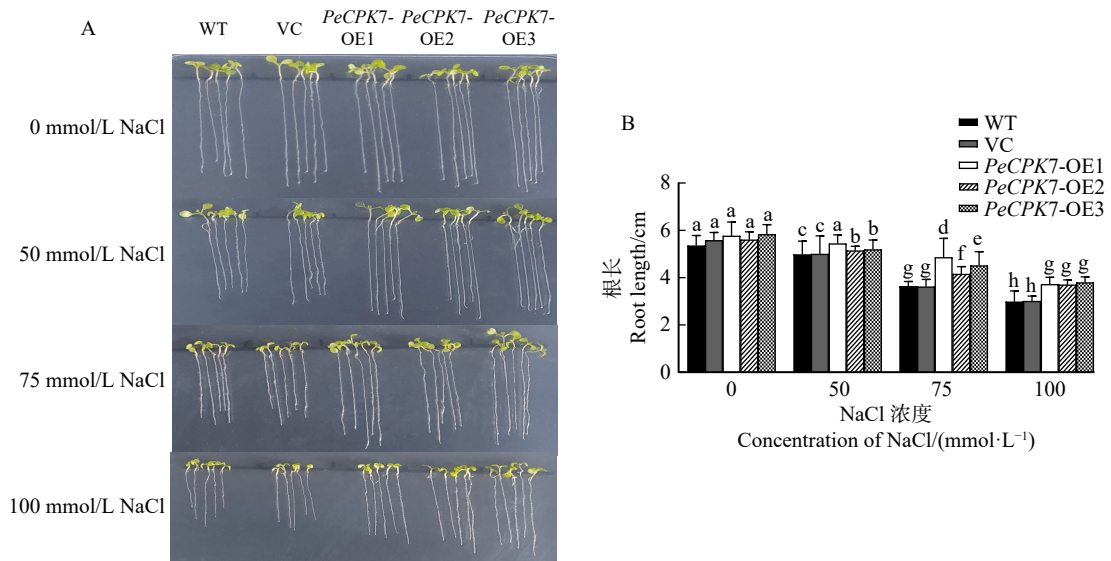 A
WT VC PeCPK7-OE1 PeCPK7-OE2 PeCPK7-OE3
0 mmol/L NaCl
50 mmol/L NaCl
75 mmol/L NaCl
100 mmol/L NaCl
B
WT
VC
PeCPK7-OE1
PeCPK7-OE2
PeCPK7-OE3
根长
Root length/cm
8
6
4
2
0
a a a a a
c c a b b
g g d f e
h h g g g
0 50 75 100
NaCl 浓度
Concentration of NaCl/(mmol·L⁻¹)